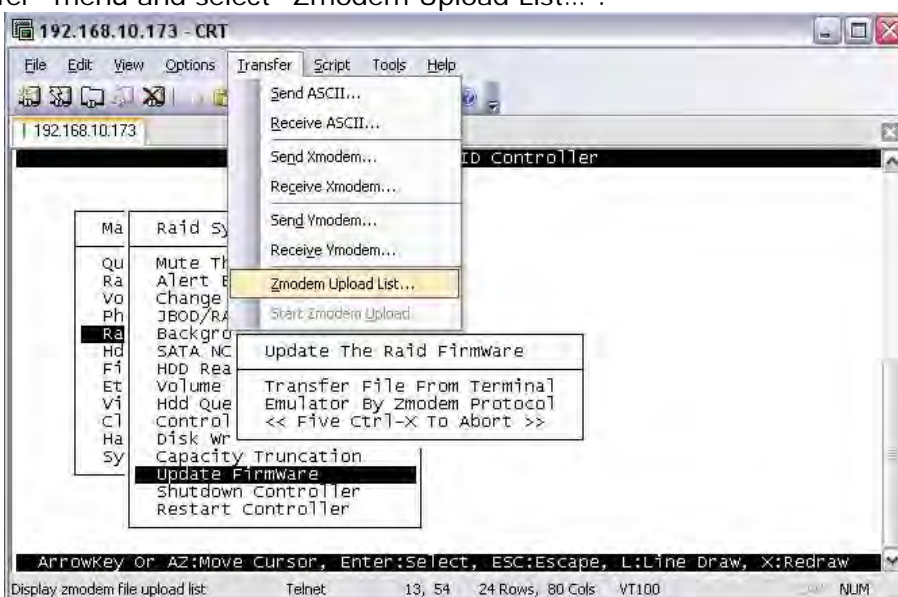 fer" menu and select "Zmodem Upload List…".
192.168.10.173 - CRT
File Edit View Options Transfer Script Tools Help
192.168.10.173
Send ASCII...
Receive ASCII...
Send Xmodem...
Receive Xmodem...
Send Ymodem...
Receive Ymodem...
Zmodem Upload List...
Start Zmodem Upload
ID Controller
Ma
Qu
Ra
Vo
Ph
Ra
Hd
Fi
Et
Vi
Cl
Ha
Sy
Raid Sy
Mute Th
Alert B
Change
JBOD/RA
Backgro
SATA NC
HDD Rea
Volume
Hdd Que
Control
Disk Wr
Capacity Truncation
Update Firmware
Shutdown Controller
Restart Controller
Update The Raid Firmware
Transfer File From Terminal
Emulator By Zmodem Protocol
<< Five Ctrl-X To Abort >>
ArrowKey Or AZ:Move Cursor, Enter:Select, ESC:Escape, L:Line Draw, X:Redraw
Display zmodem file upload list Telnet 13, 54 24 Rows, 80 Cols VT100 NUM